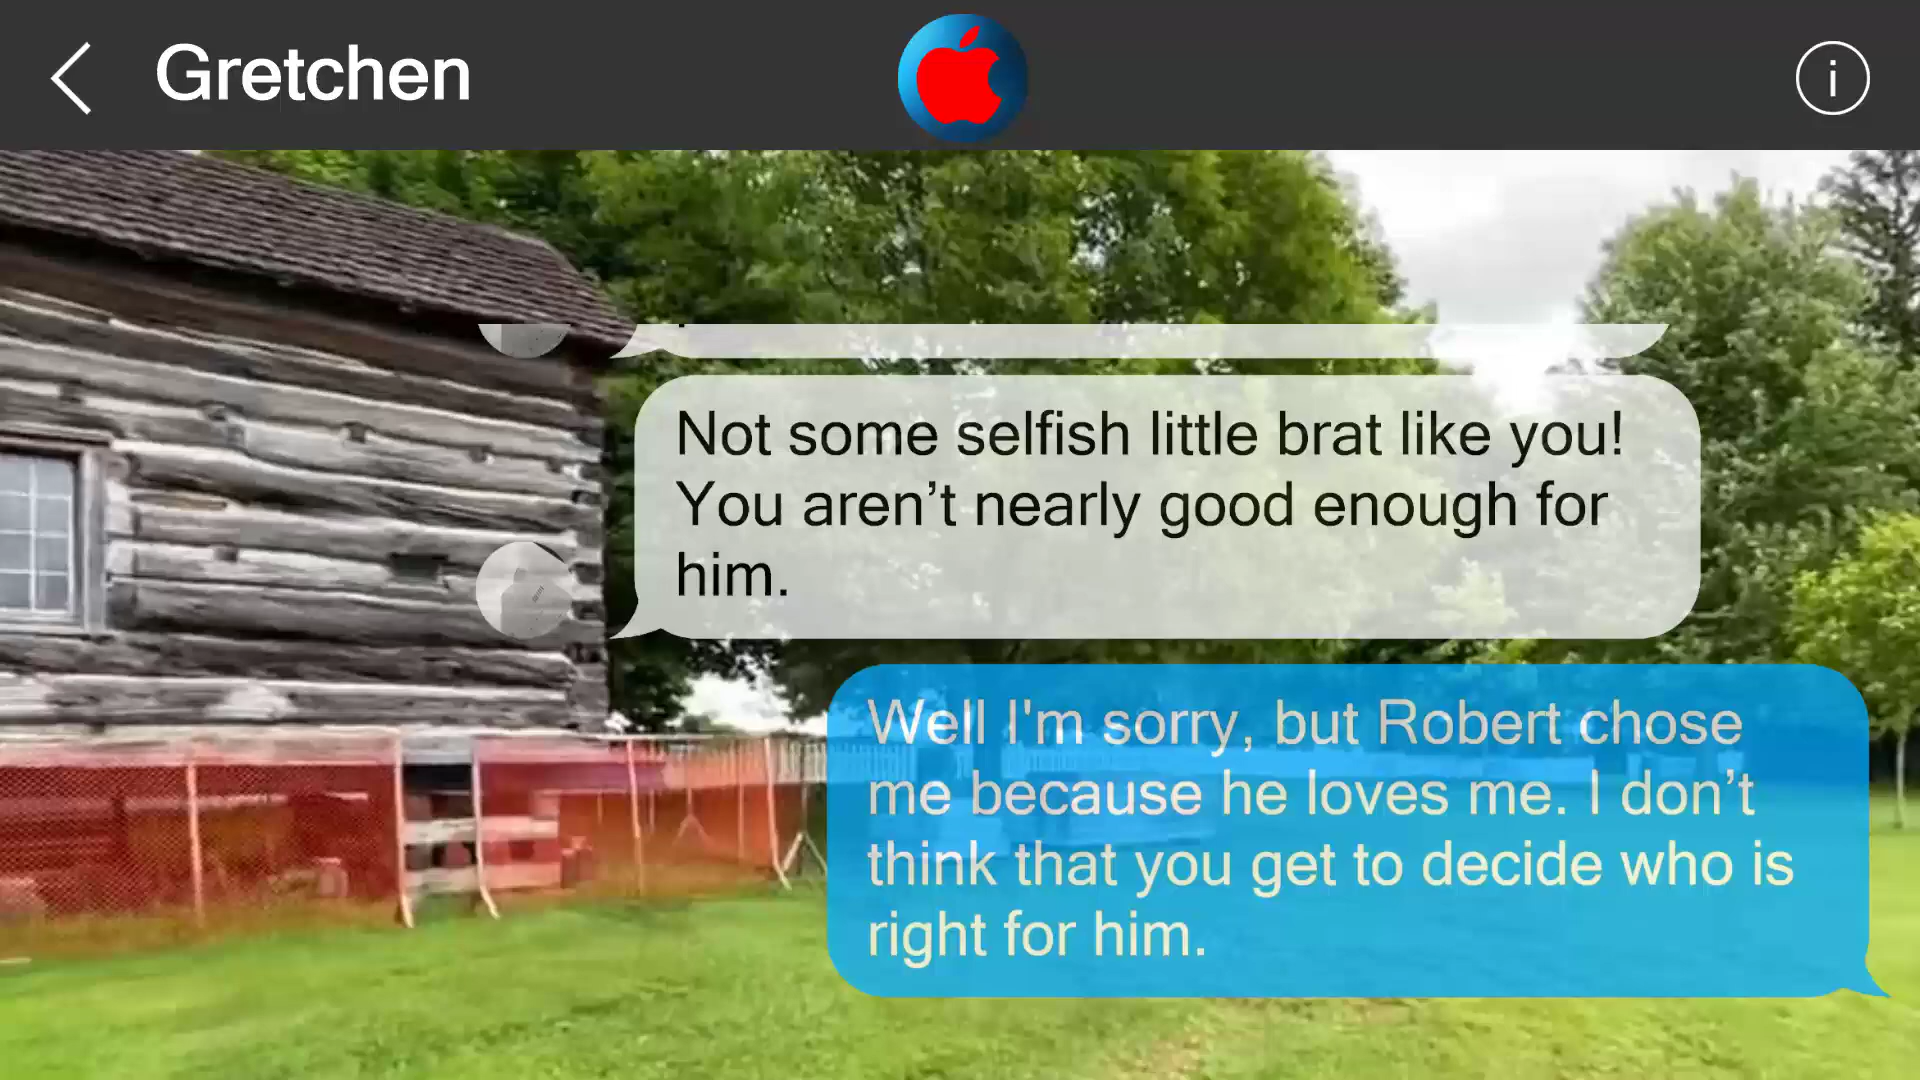 Gretchen
i
Not some selfish little brat like you!
You aren’t nearly good enough for
him.
Well I'm sorry, but Robert chose
me because he loves me. I don’t
think that you get to decide who is
right for him.